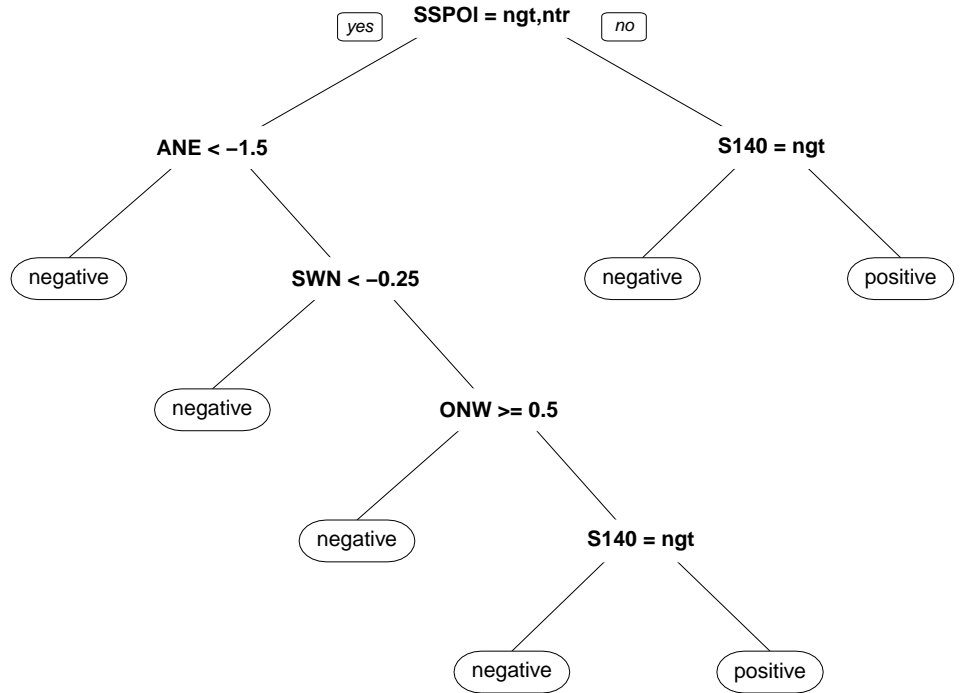 SSPOI = ngt,ntr
yes
no
ANE < −1.5
S140 = ngt
negative
SWN < −0.25
negative
positive
negative
ONW >= 0.5
negative
S140 = ngt
negative
positive